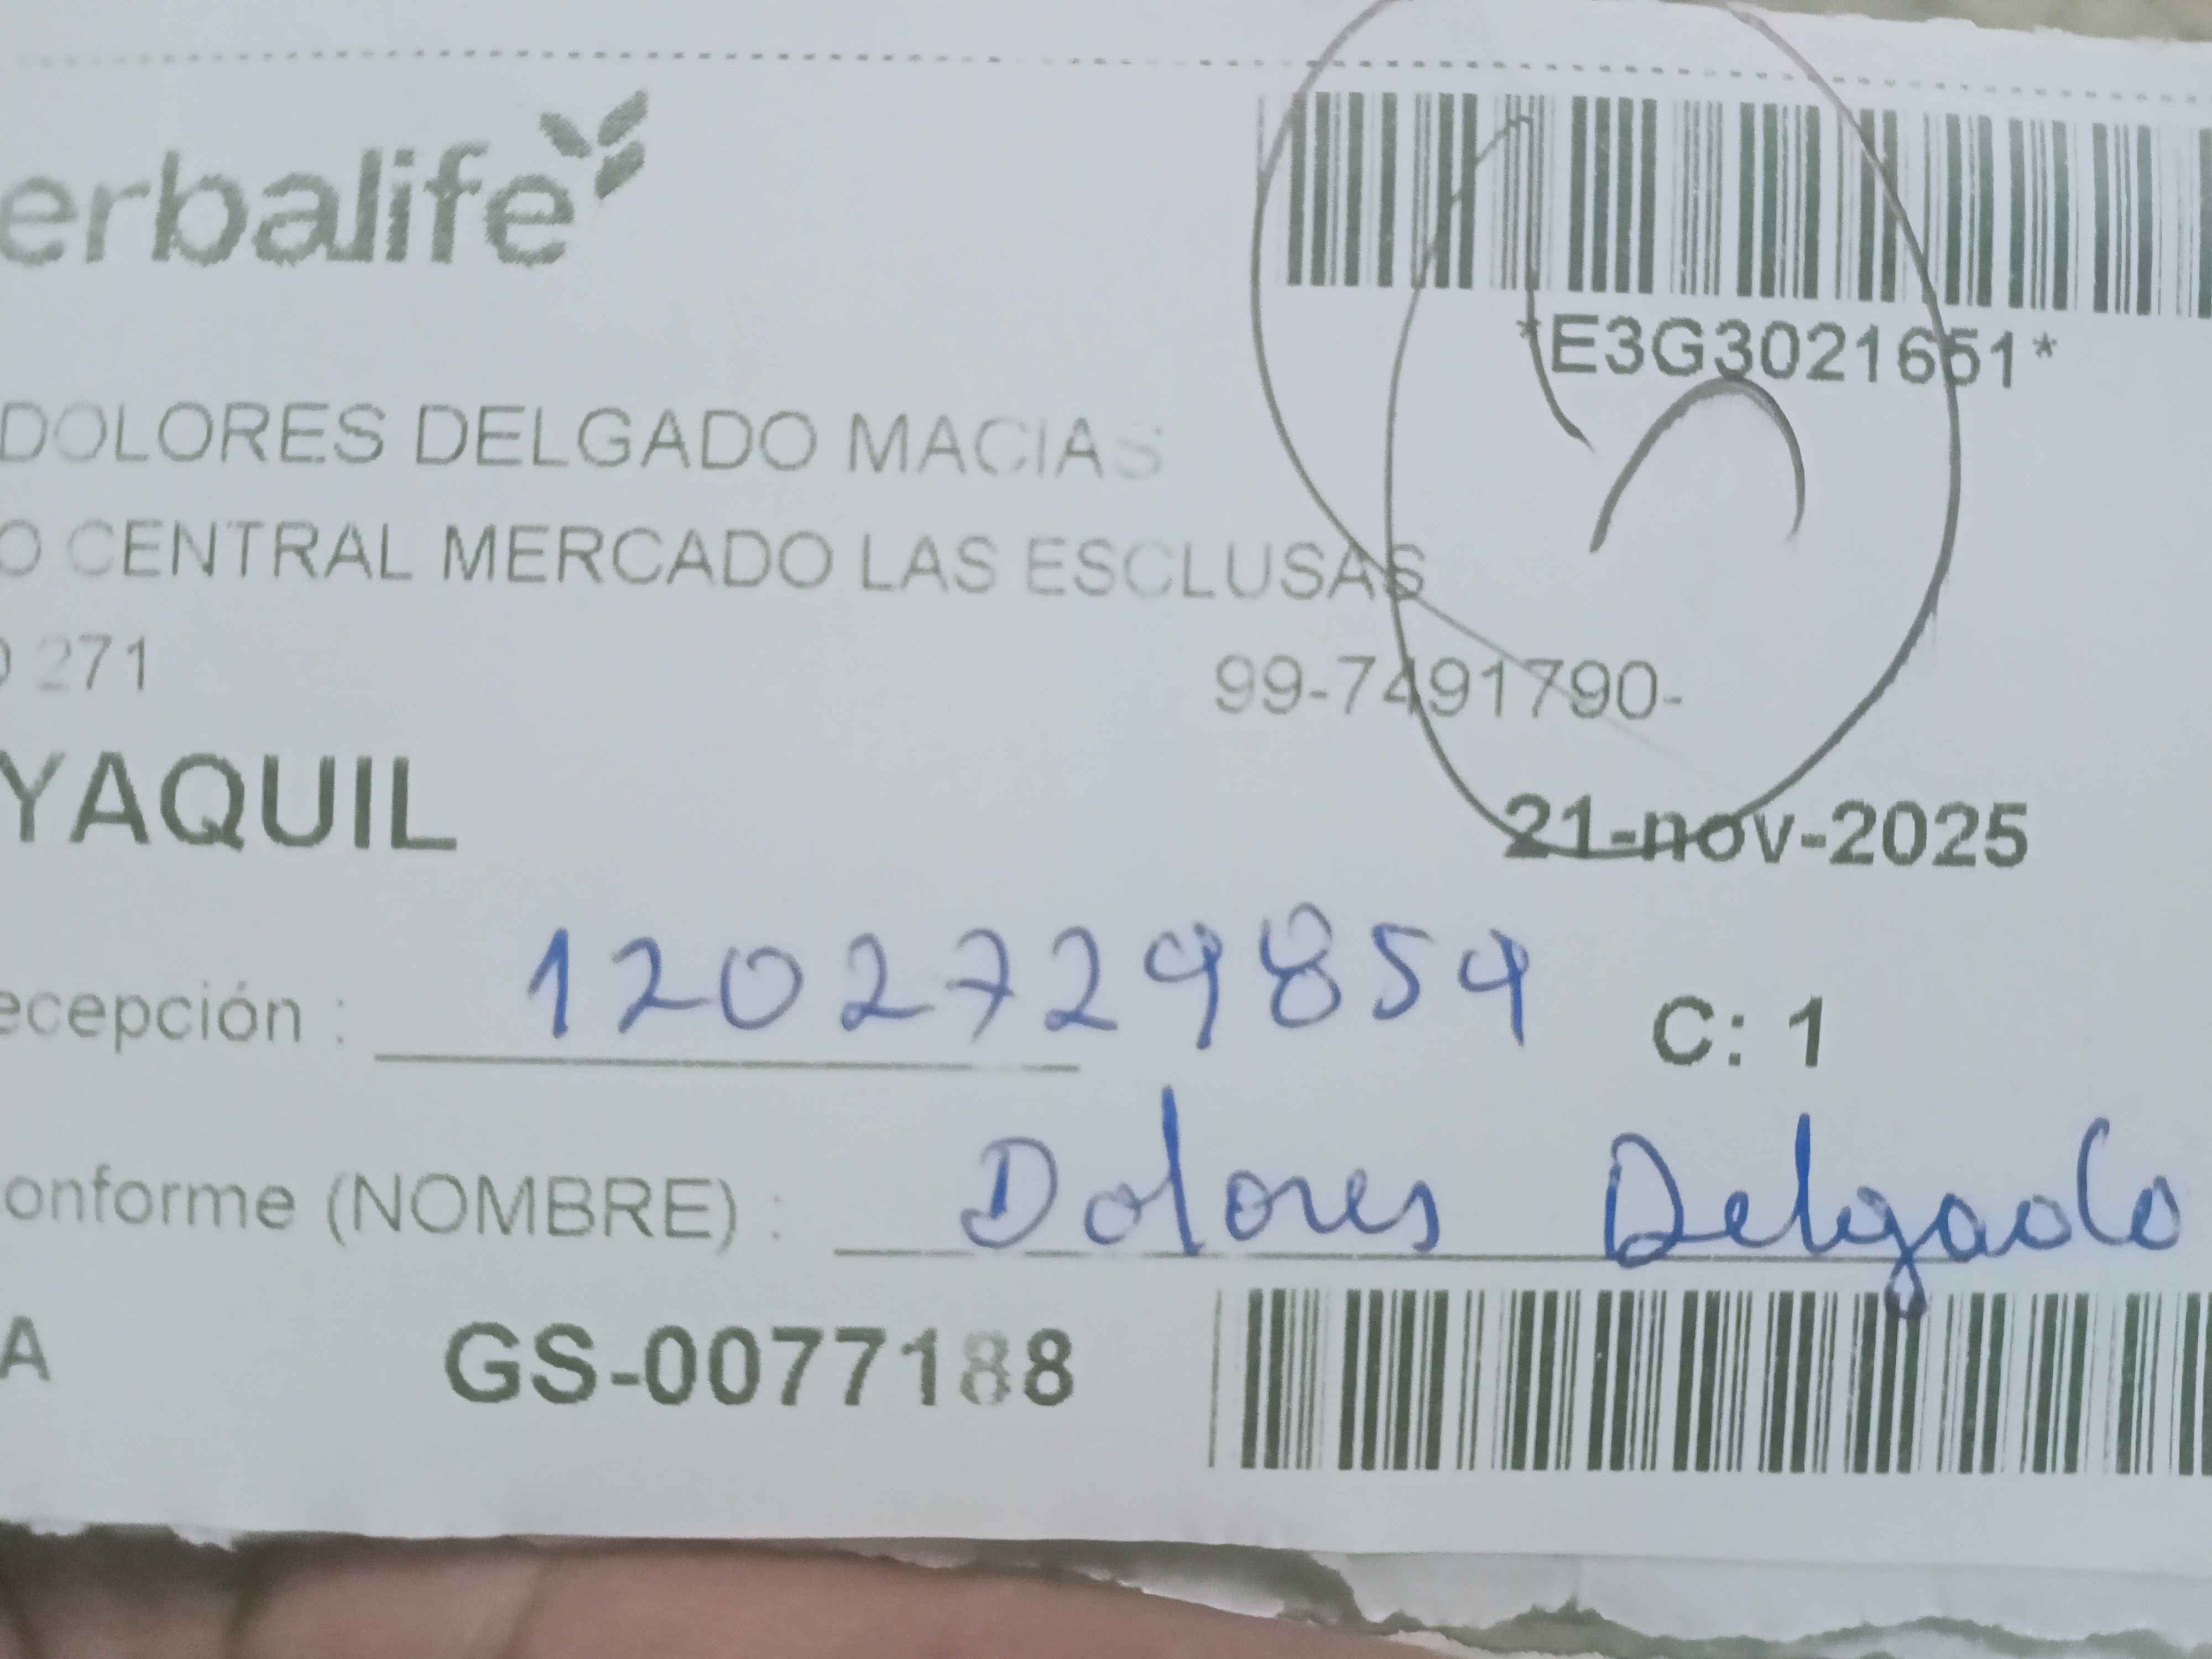 erbalife
*E3G3021651*
DOLORES DELGADO MACIAS
O CENTRAL MERCADO LAS ESCLUSAS
271
99-7491790-
YAQUIL
21-nov-2025
ecepción : 1202729854 C: 1
onforme (NOMBRE) : Dolores Delgado
A GS-0077188